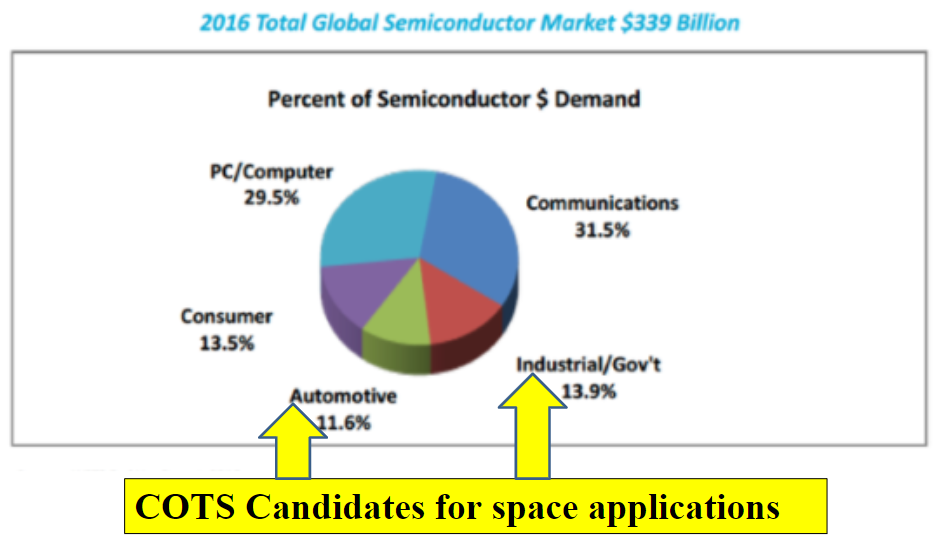 2016 Total Global Semiconductor Market $339 Billion
Percent of Semiconductor $ Demand
PC/Computer
29.5%
Communications
31.5%
Consumer
13.5%
Industrial/Gov't
13.9%
Automotive
11.6%
COTS Candidates for space applications